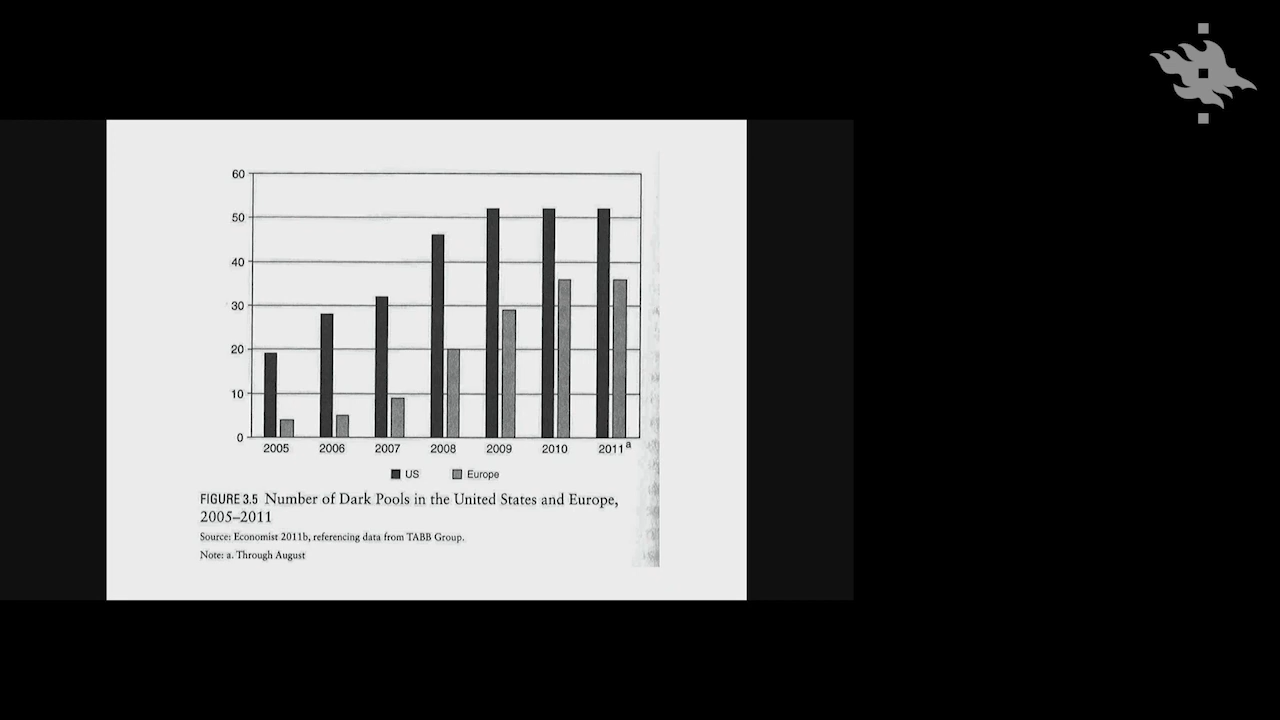 60
50
40
30
20
10
0
2005 2006 2007 2008 2009 2010 2011a
US Europe
FIGURE 3.5 Number of Dark Pools in the United States and Europe,
2005–2011
Source: Economist 2011b, referencing data from TABB Group.
Note: a. Through August